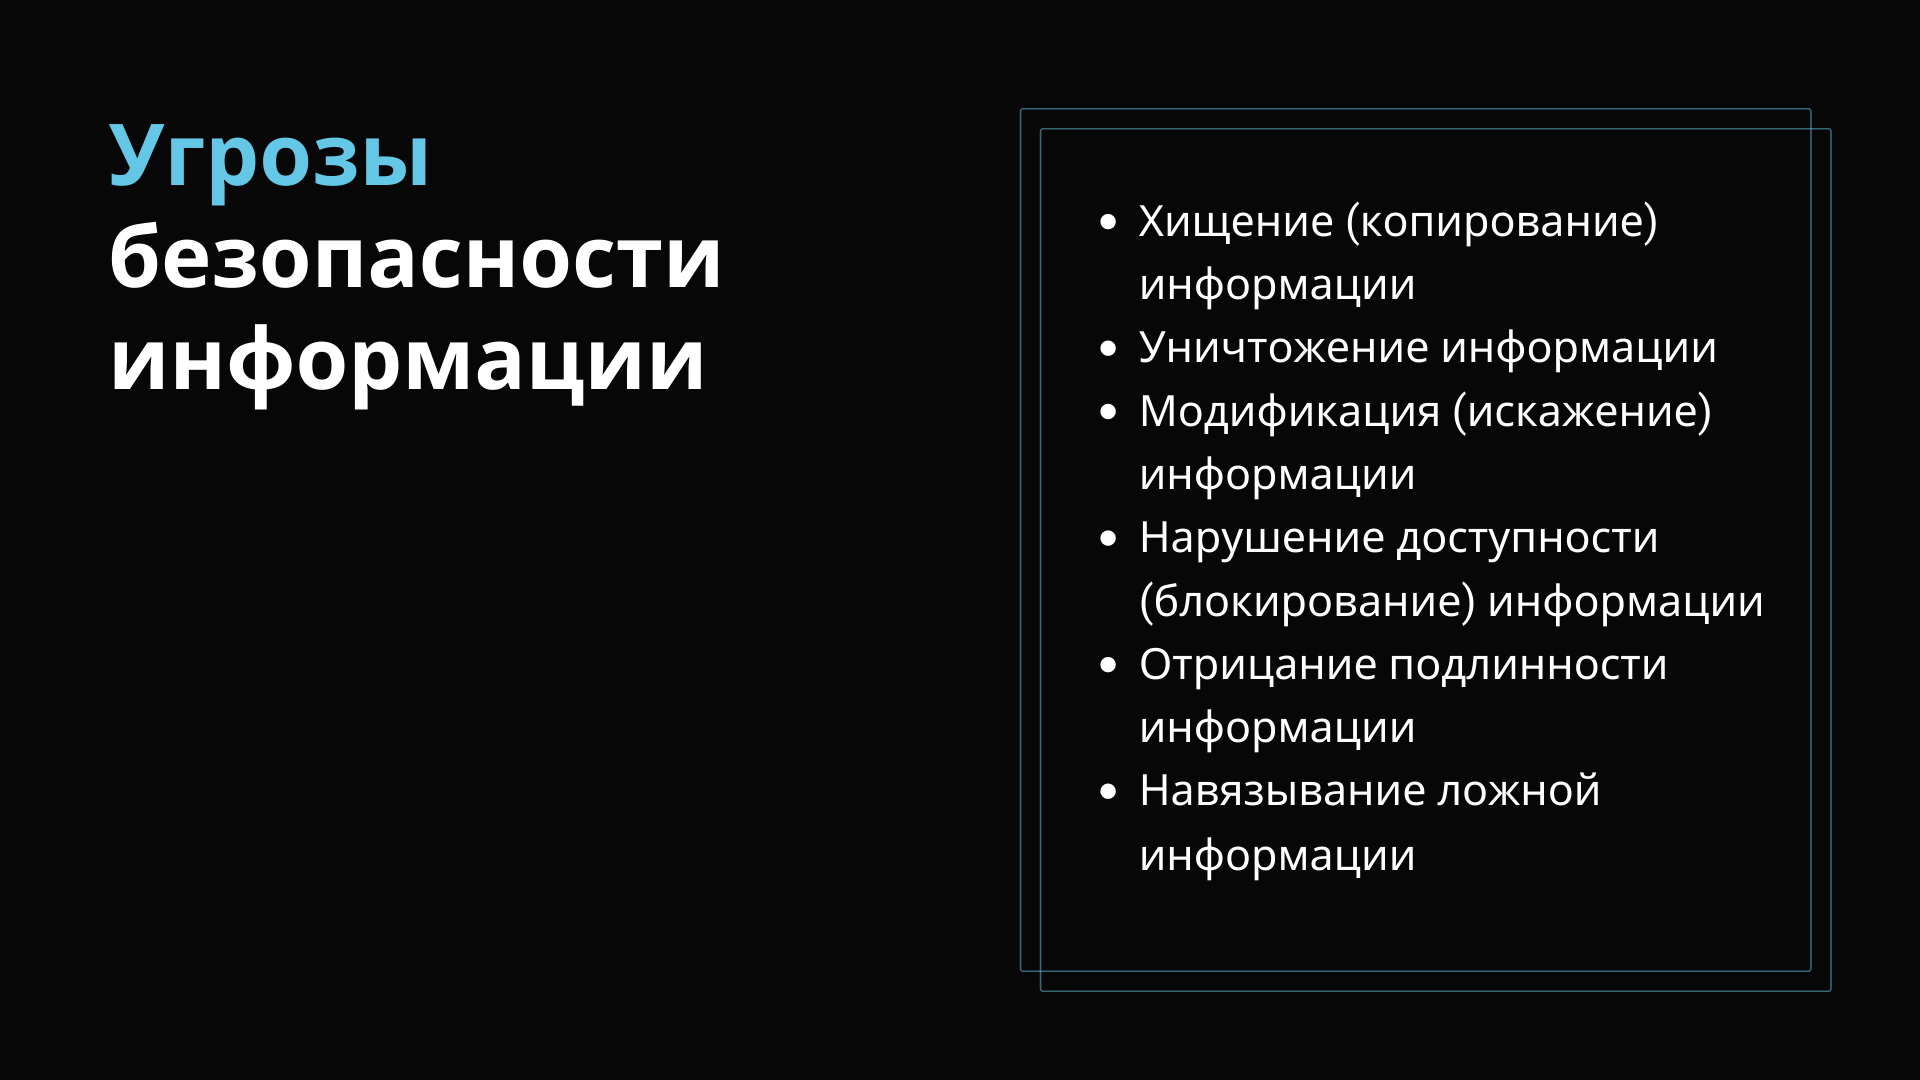 Угрозы
безопасности
информации
• Хищение (копирование)
информации
• Уничтожение информации
• Модификация (искажение)
информации
• Нарушение доступности
(блокирование) информации
• Отрицание подлинности
информации
• Навязывание ложной
информации